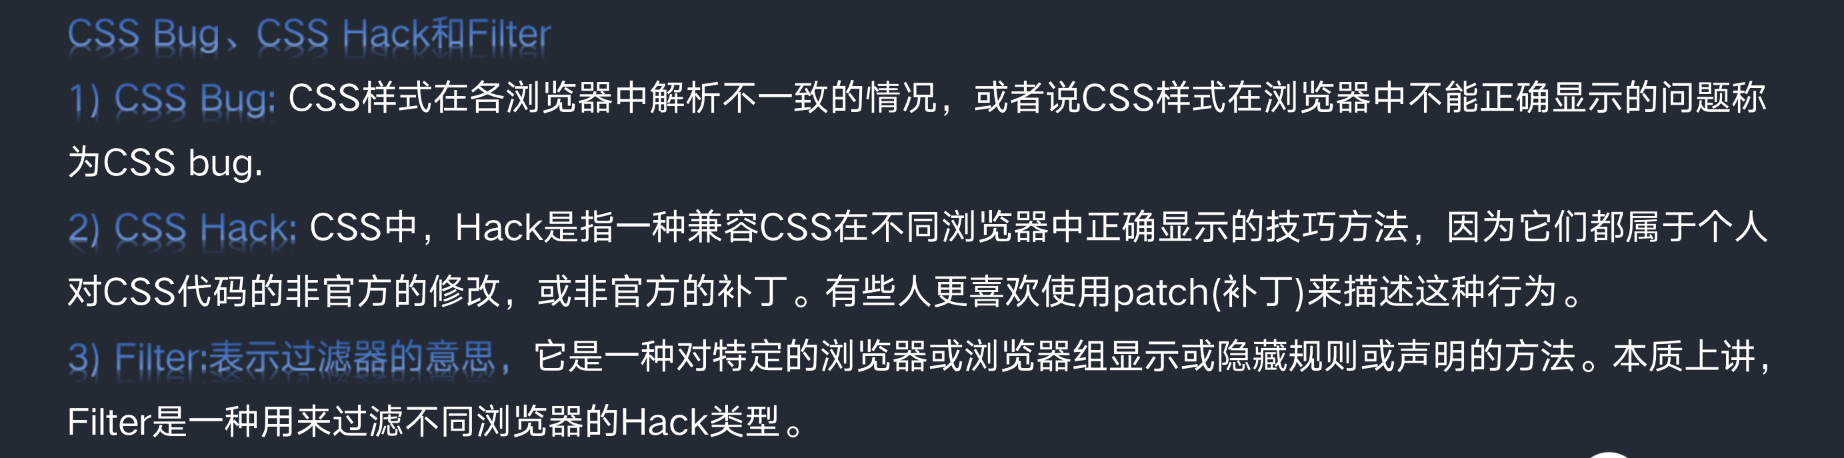 CSS Bug、CSS Hack和Filter
1) CSS Bug: CSS样式在各浏览器中解析不一致的情况，或者说CSS样式在浏览器中不能正确显示的问题称
为CSS bug.
2) CSS Hack: CSS中，Hack是指一种兼容CSS在不同浏览器中正确显示的技巧方法，因为它们都属于个人
对CSS代码的非官方的修改，或非官方的补丁。有些人更喜欢使用patch(补丁)来描述这种行为。
3) Filter:表示过滤器的意思，它是一种对特定的浏览器或浏览器组显示或隐藏规则或声明的方法。本质上讲，
Filter是一种用来过滤不同浏览器的Hack类型。